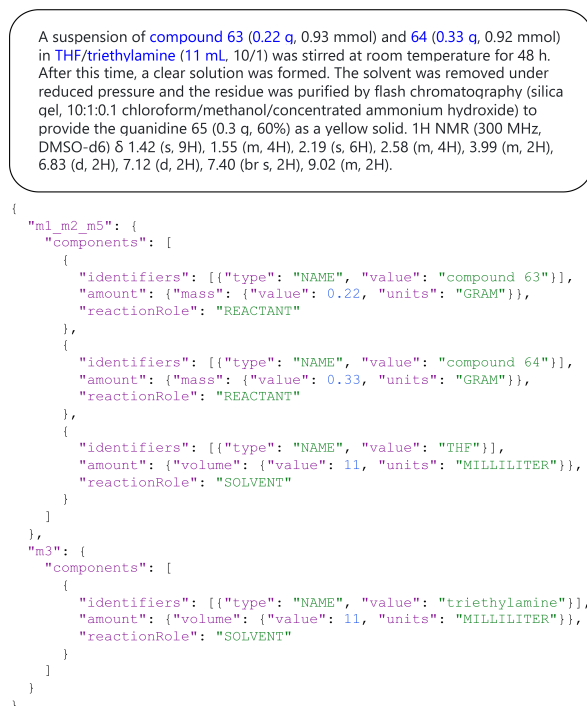 A suspension of compound 63 (0.22 g, 0.93 mmol) and 64 (0.33 g, 0.92 mmol)
in THF/triethylamine (11 mL, 10/1) was stirred at room temperature for 48 h.
After this time, a clear solution was formed. The solvent was removed under
reduced pressure and the residue was purified by flash chromatography (silica
gel, 10:1:0.1 chloroform/methanol/concentrated ammonium hydroxide) to
provide the guanidine 65 (0.3 g, 60%) as a yellow solid. 1H NMR (300 MHz,
DMSO-d6) δ 1.42 (s, 9H), 1.55 (m, 4H), 2.19 (s, 6H), 2.58 (m, 4H), 3.99 (m, 2H),
6.83 (d, 2H), 7.12 (d, 2H), 7.40 (br s, 2H), 9.02 (m, 2H).
{
"m1_m2_m5": {
"components": [
{
"identifiers": [{"type": "NAME", "value": "compound 63"}],
"amount": {"mass": {"value": 0.22, "units": "GRAM"}},
"reactionRole": "REACTANT"
},
{
"identifiers": [{"type": "NAME", "value": "compound 64"}],
"amount": {"mass": {"value": 0.33, "units": "GRAM"}},
"reactionRole": "REACTANT"
},
{
"identifiers": [{"type": "NAME", "value": "THF"}],
"amount": {"volume": {"value": 11, "units": "MILLILITER"}},
"reactionRole": "SOLVENT"
}
]
},
"m3": {
"components": [
{
"identifiers": [{"type": "NAME", "value": "triethylamine"}],
"amount": {"volume": {"value": 11, "units": "MILLILITER"}},
"reactionRole": "SOLVENT"
}
]
}
}